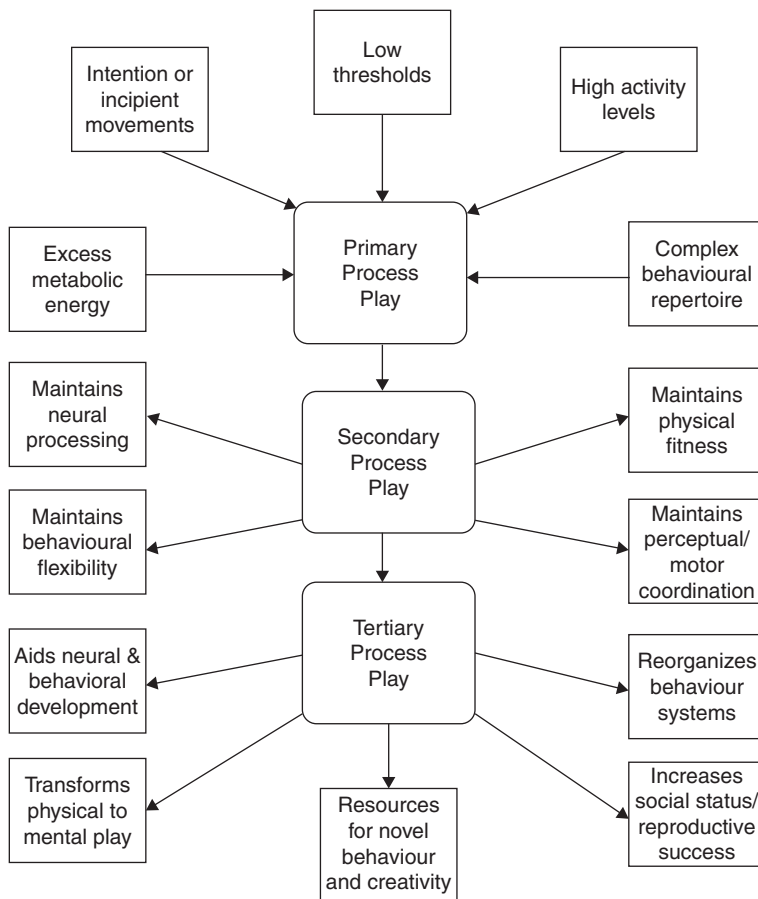 Low
thresholds
Intention or
incipient
movements
High activity
levels
Primary
Process
Play
Excess
metabolic
energy
Complex
behavioural
repertoire
Maintains
neural
processing
Secondary
Process
Play
Maintains
physical
fitness
Maintains
behavioural
flexibility
Maintains
perceptual/
motor
coordination
Tertiary
Process
Play
Aids neural &
behavioral
development
Reorganizes
behaviour
systems
Transforms
physical to
mental play
Resources
for novel
behaviour
and creativity
Increases
social status/
reproductive
success